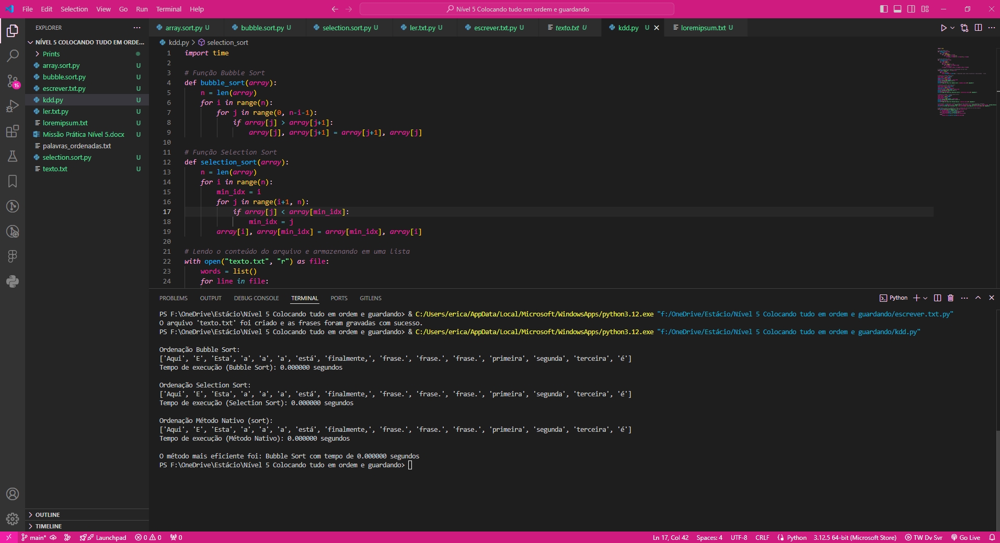 File Edit Selection View Go Run Terminal Help
Nível 5 Colocando tudo em ordem e guardando
EXPLORER
NÍVEL 5 COLOCANDO TUDO EM ORDE...
Prints
array.sort.py U
bubble.sort.py U
escrever.txt.py U
kdd.py U
ler.txt.py U
loremipsum.txt U
Missão Prática Nível 5.docx U
palavras_ordenadas.txt
selection.sort.py U
texto.txt U
OUTLINE
TIMELINE
15
array.sort.py U bubble.sort.py U selection.sort.py U ler.txt.py U escrever.txt.py U texto.txt U kdd.py U loremipsum.txt U
kdd.py > selection_sort
1 import time
2
3 # Função Bubble Sort
4 def bubble_sort(array):
5 n = len(array)
6 for i in range(n):
7 for j in range(0, n-i-1):
8 if array[j] > array[j+1]:
9 array[j], array[j+1] = array[j+1], array[j]
10
11 # Função Selection Sort
12 def selection_sort(array):
13 n = len(array)
14 for i in range(n):
15 min_idx = i
16 for j in range(i+1, n):
17 if array[j] < array[min_idx]:
18 min_idx = j
19 array[i], array[min_idx] = array[min_idx], array[i]
20
21 # Lendo o conteúdo do arquivo e armazenando em uma lista
22 with open("texto.txt", "r") as file:
23 words = list()
24 for line in file:
PROBLEMS OUTPUT DEBUG CONSOLE TERMINAL PORTS GITLENS
Python
PS F:\OneDrive\Estácio\Nível 5 Colocando tudo em ordem e guardando> & C:/Users/erica/AppData/Local/Microsoft/WindowsApps/python3.12.exe "f:/OneDrive/Estácio/Nível 5 Colocando tudo em ordem e guardando/escrever.txt.py"
O arquivo 'texto.txt' foi criado e as frases foram gravadas com sucesso.
PS F:\OneDrive\Estácio\Nível 5 Colocando tudo em ordem e guardando> & C:/Users/erica/AppData/Local/Microsoft/WindowsApps/python3.12.exe "f:/OneDrive/Estácio/Nível 5 Colocando tudo em ordem e guardando/kdd.py"
Ordenação Bubble Sort:
['Aqui', 'E', 'Esta', 'a', 'a', 'a', 'está', 'finalmente,', 'frase.', 'frase.', 'frase.', 'primeira', 'segunda', 'terceira', 'é']
Tempo de execução (Bubble Sort): 0.000000 segundos
Ordenação Selection Sort:
['Aqui', 'E', 'Esta', 'a', 'a', 'a', 'está', 'finalmente,', 'frase.', 'frase.', 'frase.', 'primeira', 'segunda', 'terceira', 'é']
Tempo de execução (Selection Sort): 0.000000 segundos
Ordenação Método Nativo (sort):
['Aqui', 'E', 'Esta', 'a', 'a', 'a', 'está', 'finalmente,', 'frase.', 'frase.', 'frase.', 'primeira', 'segunda', 'terceira', 'é']
Tempo de execução (Método Nativo): 0.000000 segundos
O método mais eficiente foi: Bubble Sort com tempo de 0.000000 segundos
PS F:\OneDrive\Estácio\Nível 5 Colocando tudo em ordem e guardando>
main* Launchpad 0 0 0 Ln 17, Col 42 Spaces: 4 UTF-8 CRLF Python 3.12.5 64-bit (Microsoft Store) TW Dv Svr Go Live